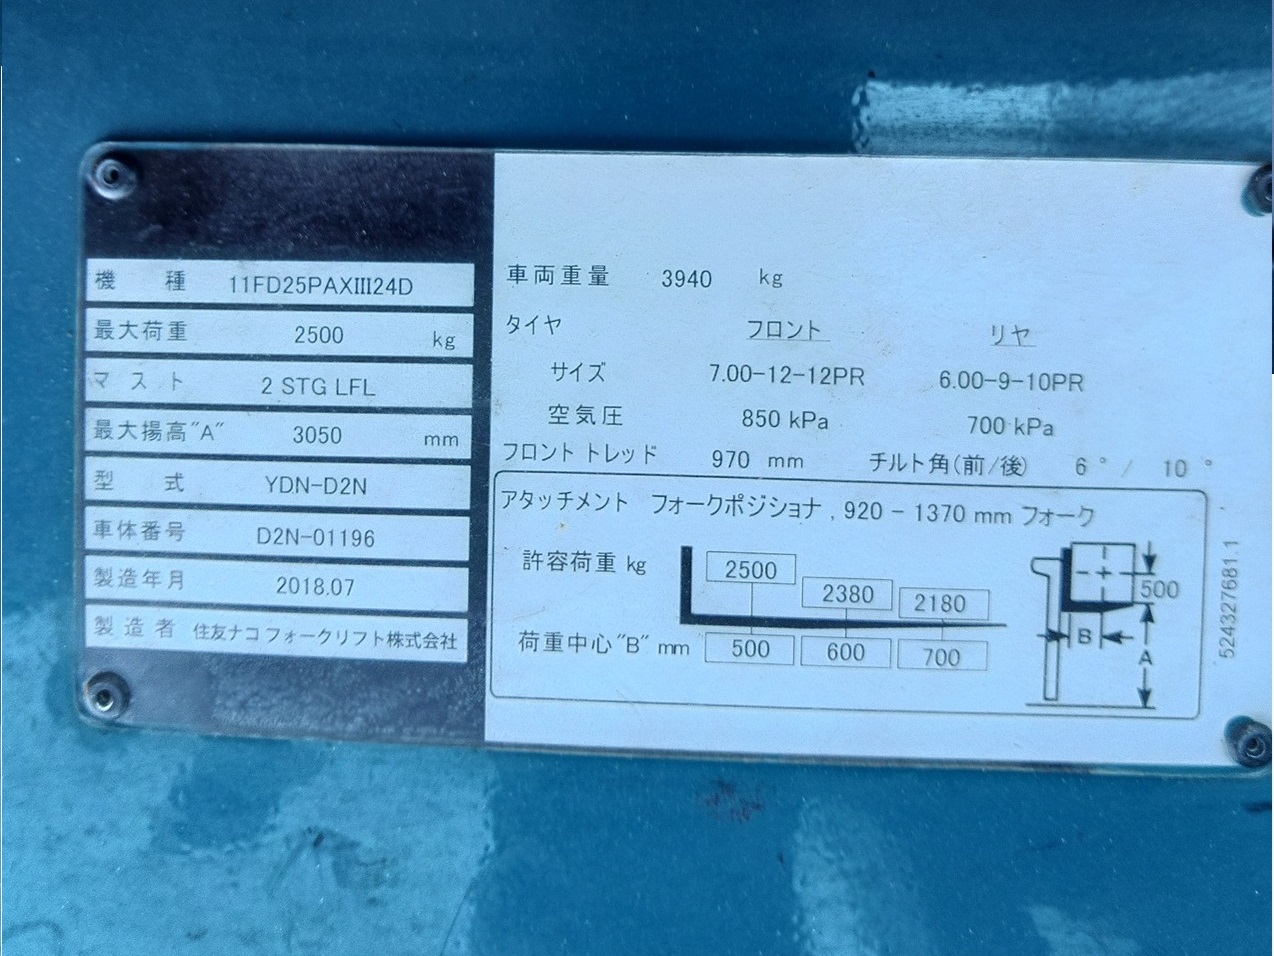 機 種 11FD25PAXIII24D
最大荷重 2500 kg
マスト 2 STG LFL
最大揚高"A" 3050 mm
型 式 YDN-D2N
車体番号 D2N-01196
製造年月 2018.07
製造者 住友ナコ フォークリフト株式会社
車両重量 3940 kg
タイヤ フロント リヤ
サイズ 7.00-12-12PR 6.00-9-10PR
空気圧 850 kPa 700 kPa
フロント トレッド 970 mm チルト角(前/後) 6° / 10°
アタッチメント フォークポジショナ , 920 - 1370 mm フォーク
許容荷重 kg 2500 2380 2180
荷重中心"B" mm 500 600 700
500
B
A
524327681.1